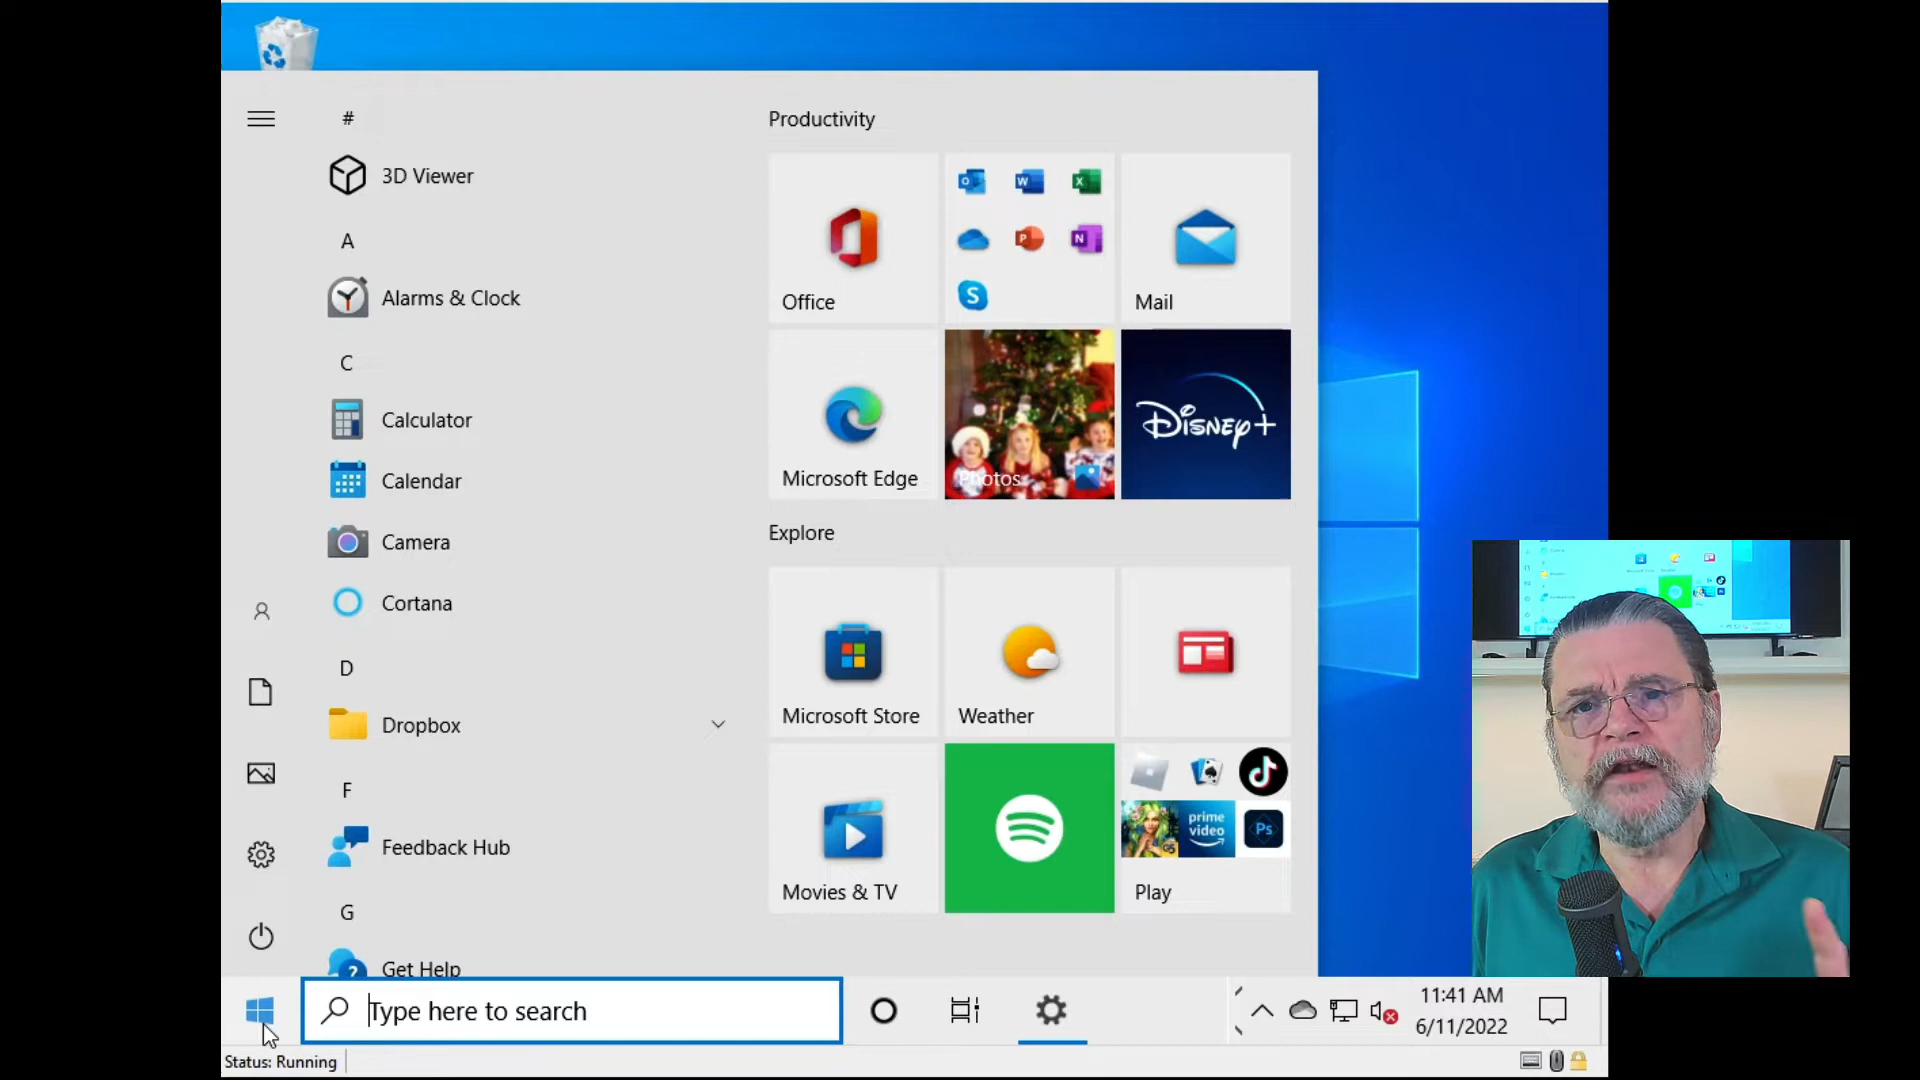 #
3D Viewer
A
Alarms & Clock
C
Calculator
Calendar
Camera
Cortana
D
Dropbox
F
Feedback Hub
G
Get Help
Productivity
Office
Mail
Microsoft Edge
Photos
Disney+
Explore
Microsoft Store
Weather
Movies & TV
prime
video
Ps
Play
Type here to search
11:41 AM
6/11/2022
Status: Running